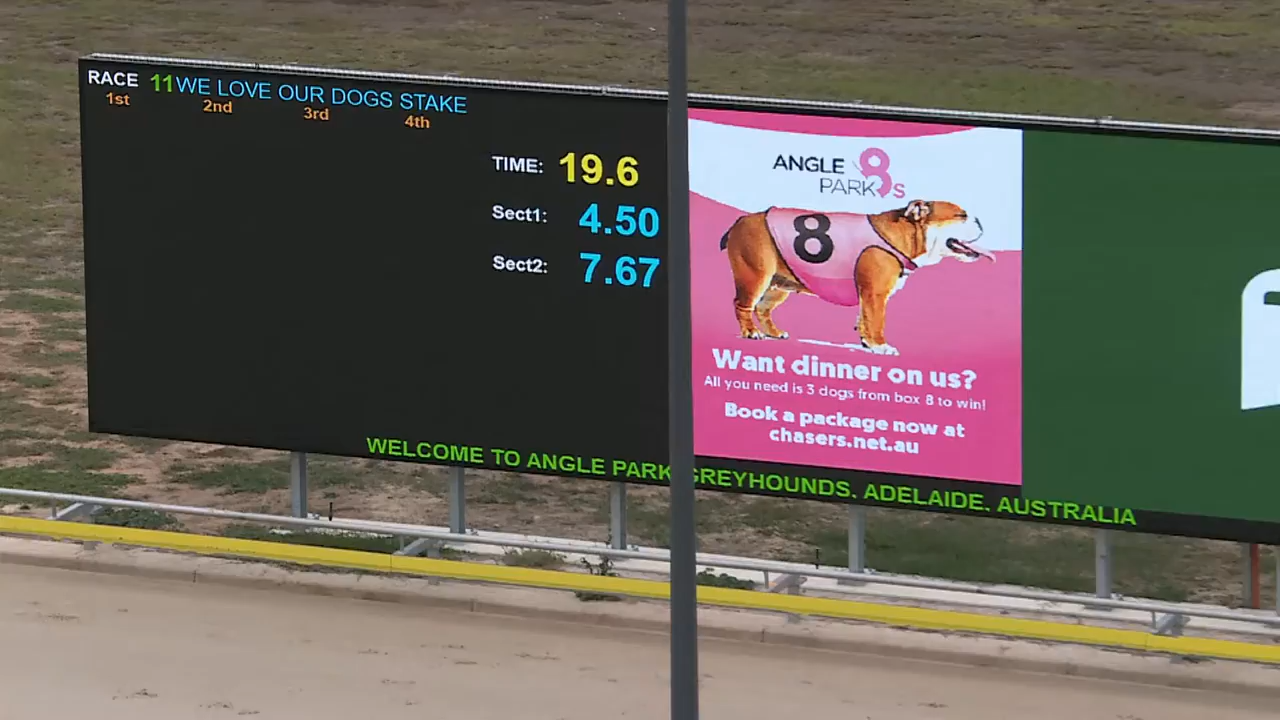 RACE 11 WE LOVE OUR DOGS STAKE
1st 2nd 3rd 4th
TIME: 19.6
Sect1: 4.50
Sect2: 7.67
ANGLE 8s
PARK
8
Want dinner on us?
All you need is 3 dogs from box 8 to win!
Book a package now at
chasers.net.au
WELCOME TO ANGLE PARK GREYHOUNDS, ADELAIDE, AUSTRALIA